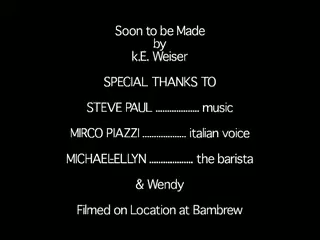 Soon to be Made
by
k.E. Weiser
SPECIAL THANKS TO
STEVE PAUL ................... music
MIRCO PIAZZI ................... italian voice
MICHAEL-ELLYN ................... the barista
& Wendy
Filmed on Location at Bambrew